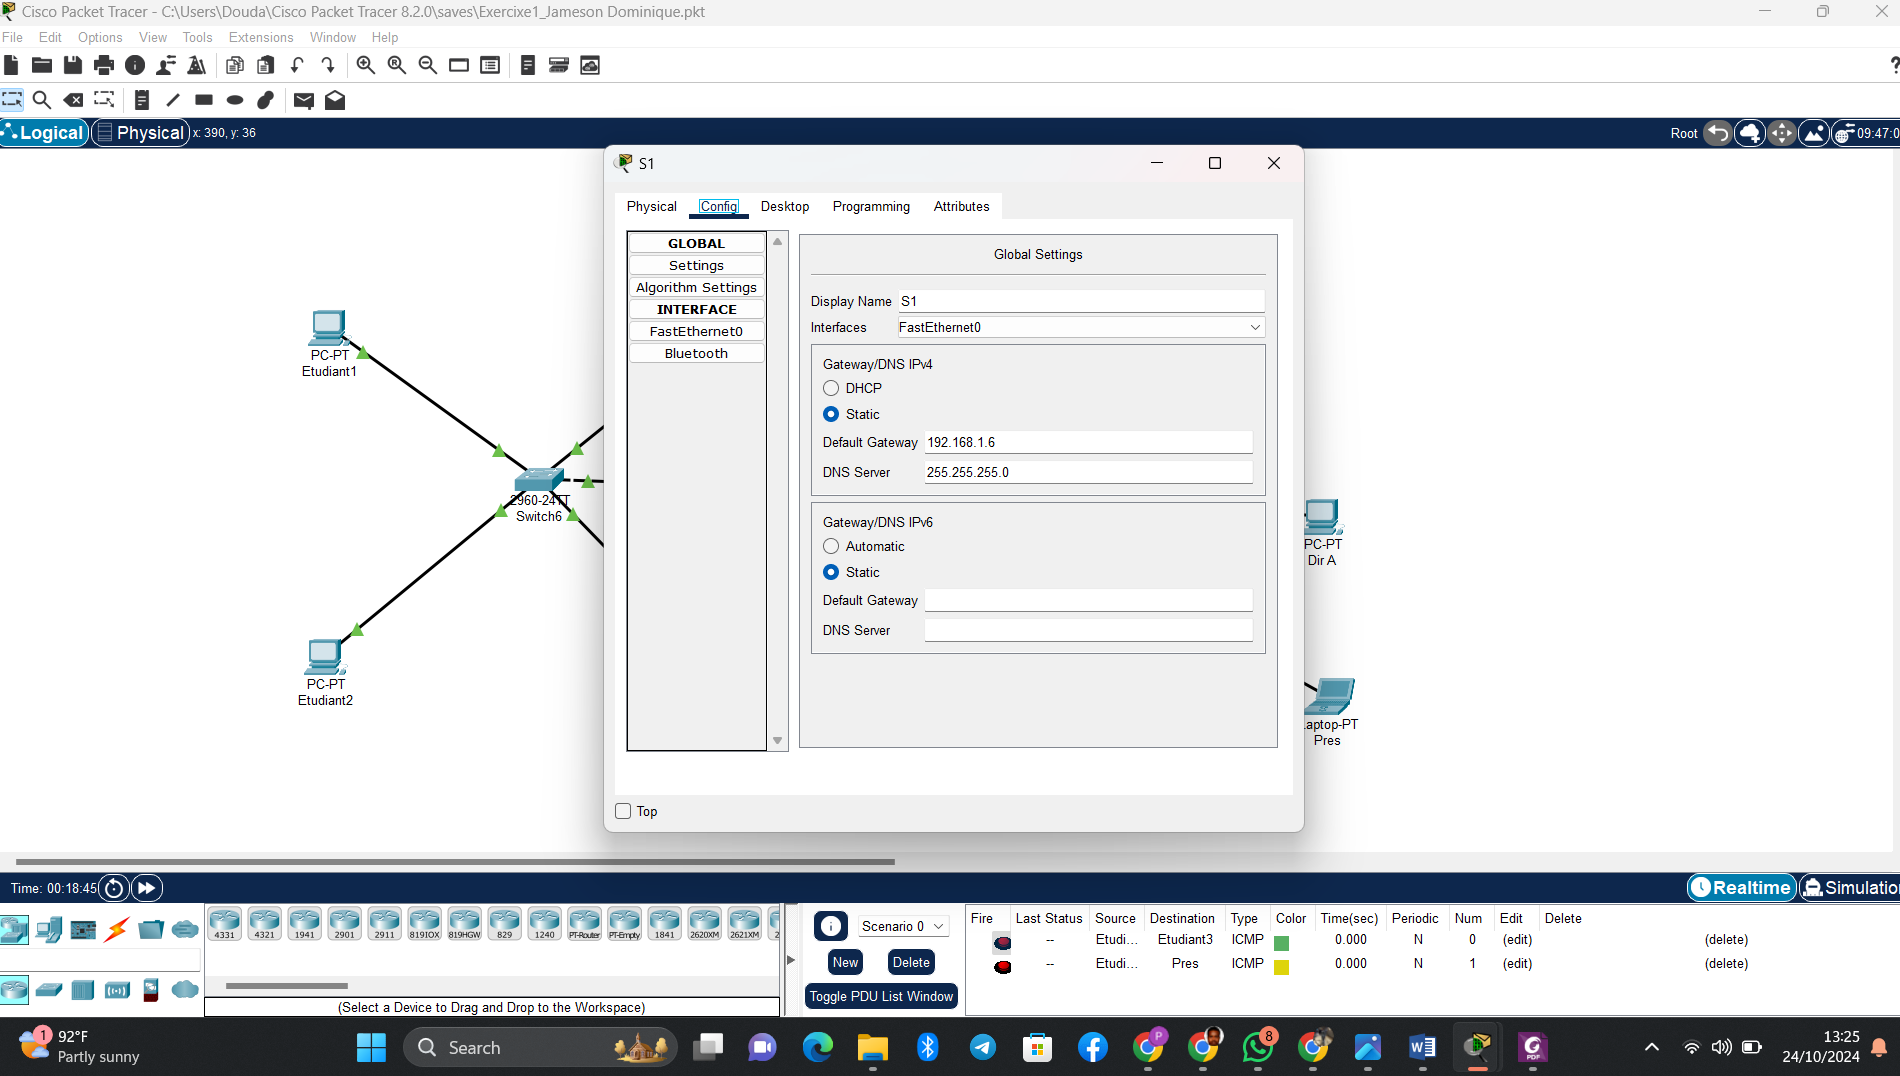 Cisco Packet Tracer - C:\Users\Douda\Cisco Packet Tracer 8.2.0\saves\Exercixe1_Jameson Dominique.pkt
File Edit Options View Tools Extensions Window Help
Logical Physical x: 390, y: 36 Root 09:47:0
S1
Physical Config Desktop Programming Attributes
GLOBAL
Settings
Algorithm Settings
INTERFACE
FastEthernet0
Bluetooth
Global Settings
Display Name S1
Interfaces FastEthernet0
Gateway/DNS IPv4
DHCP
Static
Default Gateway 192.168.1.6
DNS Server 255.255.255.0
Gateway/DNS IPv6
Automatic
Static
Default Gateway
DNS Server
Top
PC-PT
Etudiant1
2960-24TT
Switch6
PC-PT
Etudiant2
PC-PT
Dir A
aptop-PT
Pres
Time: 00:18:45 Realtime Simulatio
4331 4321 1941 2901 2911 819IOX 819HGW 829 1240 PT-Router PT-Empty 1841 2620XM 2621XM 2
(Select a Device to Drag and Drop to the Workspace)
Scenario 0
New Delete
Toggle PDU List Window
Fire Last Status Source Destination Type Color Time(sec) Periodic Num Edit Delete
-- Etudi... Etudiant3 ICMP 0.000 N 0 (edit) (delete)
-- Etudi... Pres ICMP 0.000 N 1 (edit) (delete)
1 92°F
Partly sunny
Search
P
8
PDF
13:25
24/10/2024